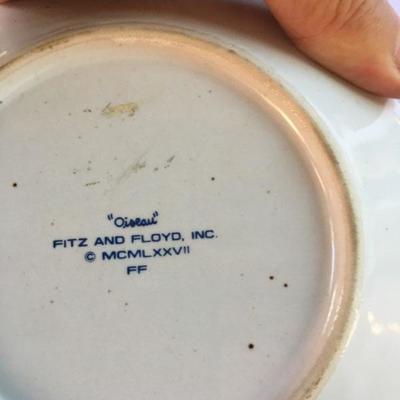 "Oiseau"
FITZ AND FLOYD, INC.
© MCMLXXVII
FF